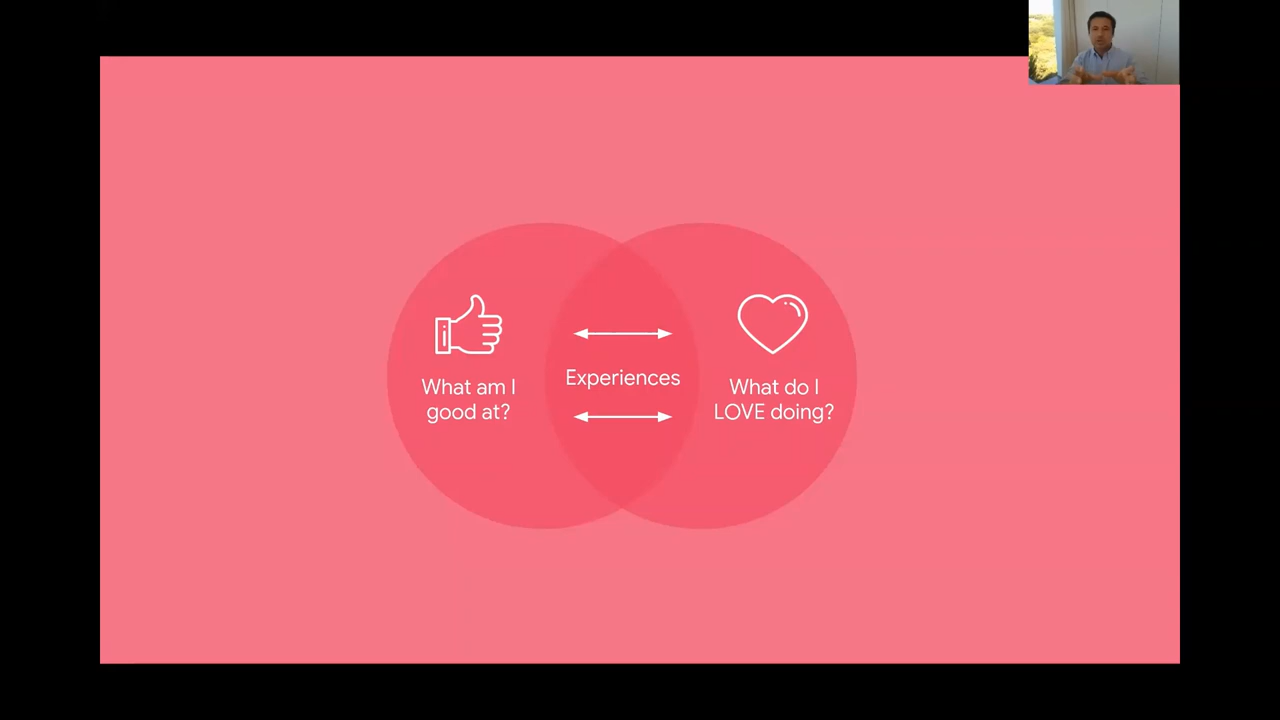 What am I
good at?
Experiences
What do I
LOVE doing?